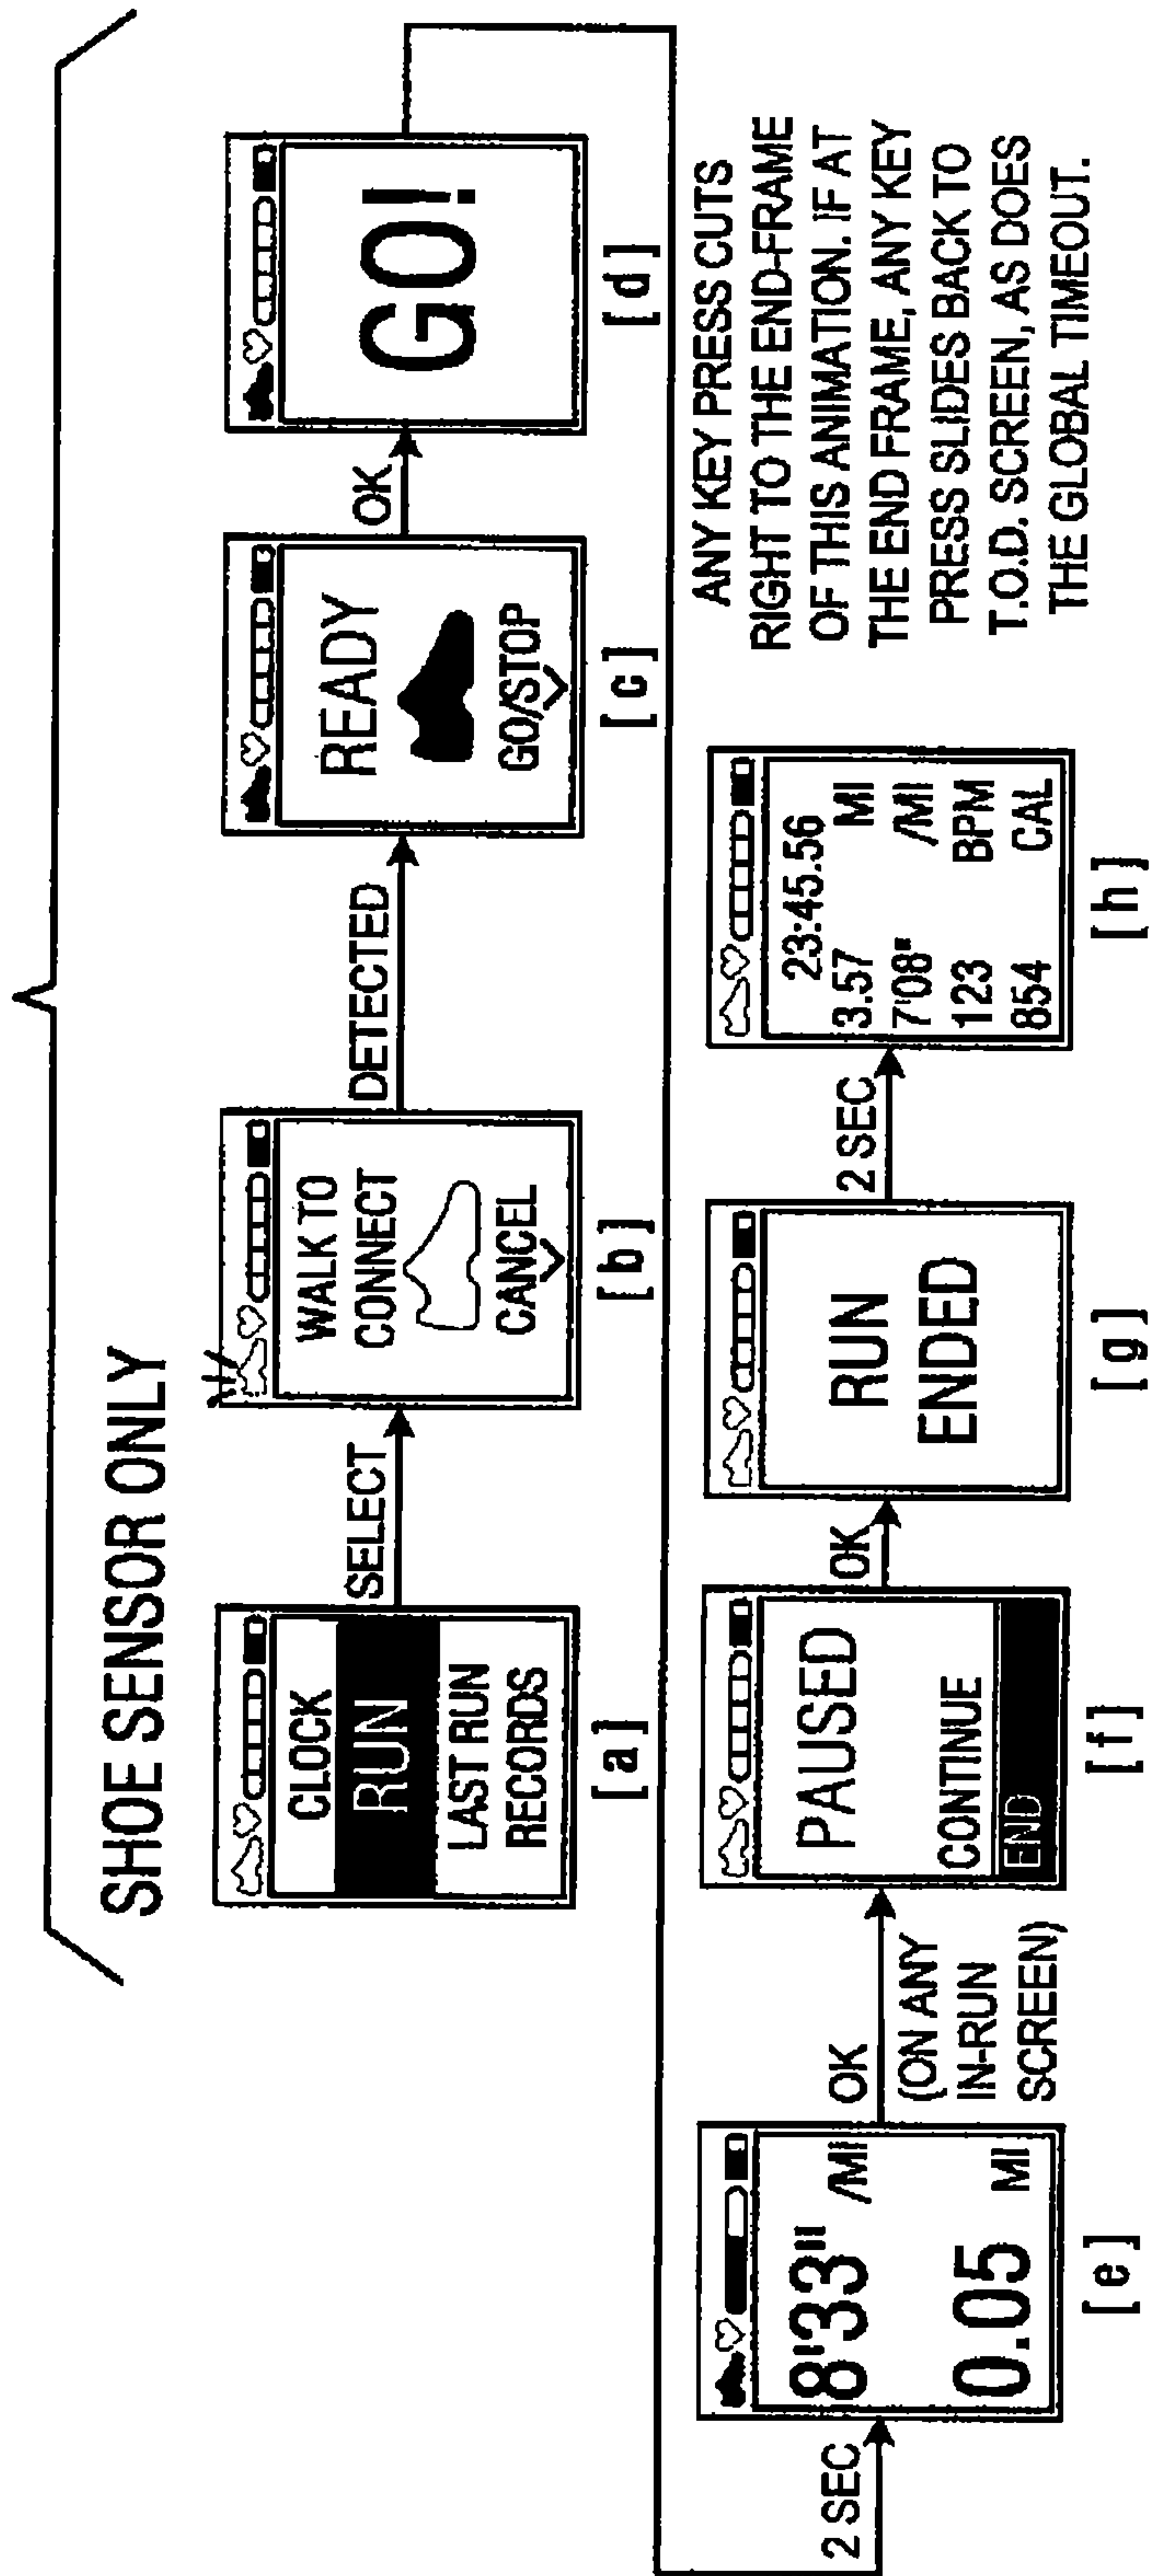 SHOE SENSOR ONLY
CLOCK
RUN
LAST RUN
RECORDS
[a]
SELECT
WALK TO
CONNECT
CANCEL
[b]
DETECTED
READY
GO/STOP
[c]
OK
GO!
[d]
2 SEC
8'33" /MI
0.05 MI
[e]
OK
(ON ANY
IN-RUN
SCREEN)
PAUSED
CONTINUE
END
[f]
OK
RUN
ENDED
[g]
2 SEC
23:45.56
3.57 MI
7'08" /MI
123 BPM
854 CAL
[h]
ANY KEY PRESS CUTS
RIGHT TO THE END-FRAME
OF THIS ANIMATION. IF AT
THE END FRAME, ANY KEY
PRESS SLIDES BACK TO
T.O.D. SCREEN, AS DOES
THE GLOBAL TIMEOUT.